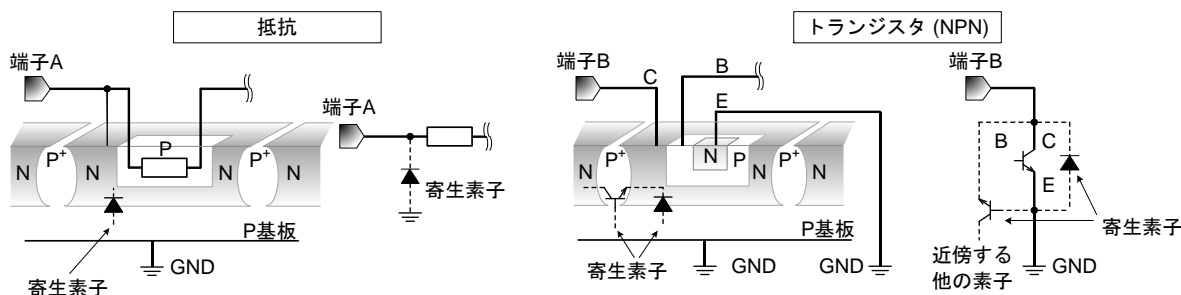 抵抗
端子A
N
P+
N
P
N
P+
N
P基板
GND
寄生素子
端子A
寄生素子
トランジスタ (NPN)
端子B
C
B
E
N
P+
N
N
P
N
P+
N
P基板
寄生素子
GND
GND
端子B
B
C
E
寄生素子
近傍する
他の素子
GND